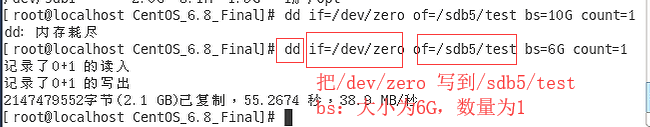 [root@localhost CentOS_6.8_Final]# dd if=/dev/zero of=/sdb5/test bs=10G count=1
dd: 内存耗尽
[root@localhost CentOS_6.8_Final]# dd if=/dev/zero of=/sdb5/test bs=6G count=1
记录了0+1 的读入
记录了0+1 的写出
2147479552字节(2.1 GB)已复制，55.2674 秒，38.9 MB/秒
[root@localhost CentOS_6.8_Final]#
把/dev/zero 写到/sdb5/test
bs：大小为6G，数量为1